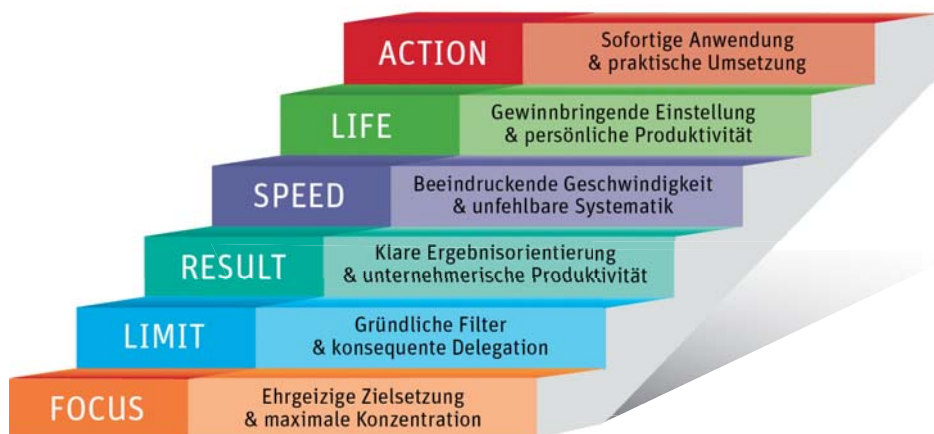 ACTION
Sofortige Anwendung
& praktische Umsetzung
LIFE
Gewinnbringende Einstellung
& persönliche Produktivität
SPEED
Beeindruckende Geschwindigkeit
& unfehlbare Systematik
RESULT
Klare Ergebnisorientierung
& unternehmerische Produktivität
LIMIT
Gründliche Filter
& konsequente Delegation
FOCUS
Ehrgeizige Zielsetzung
& maximale Konzentration